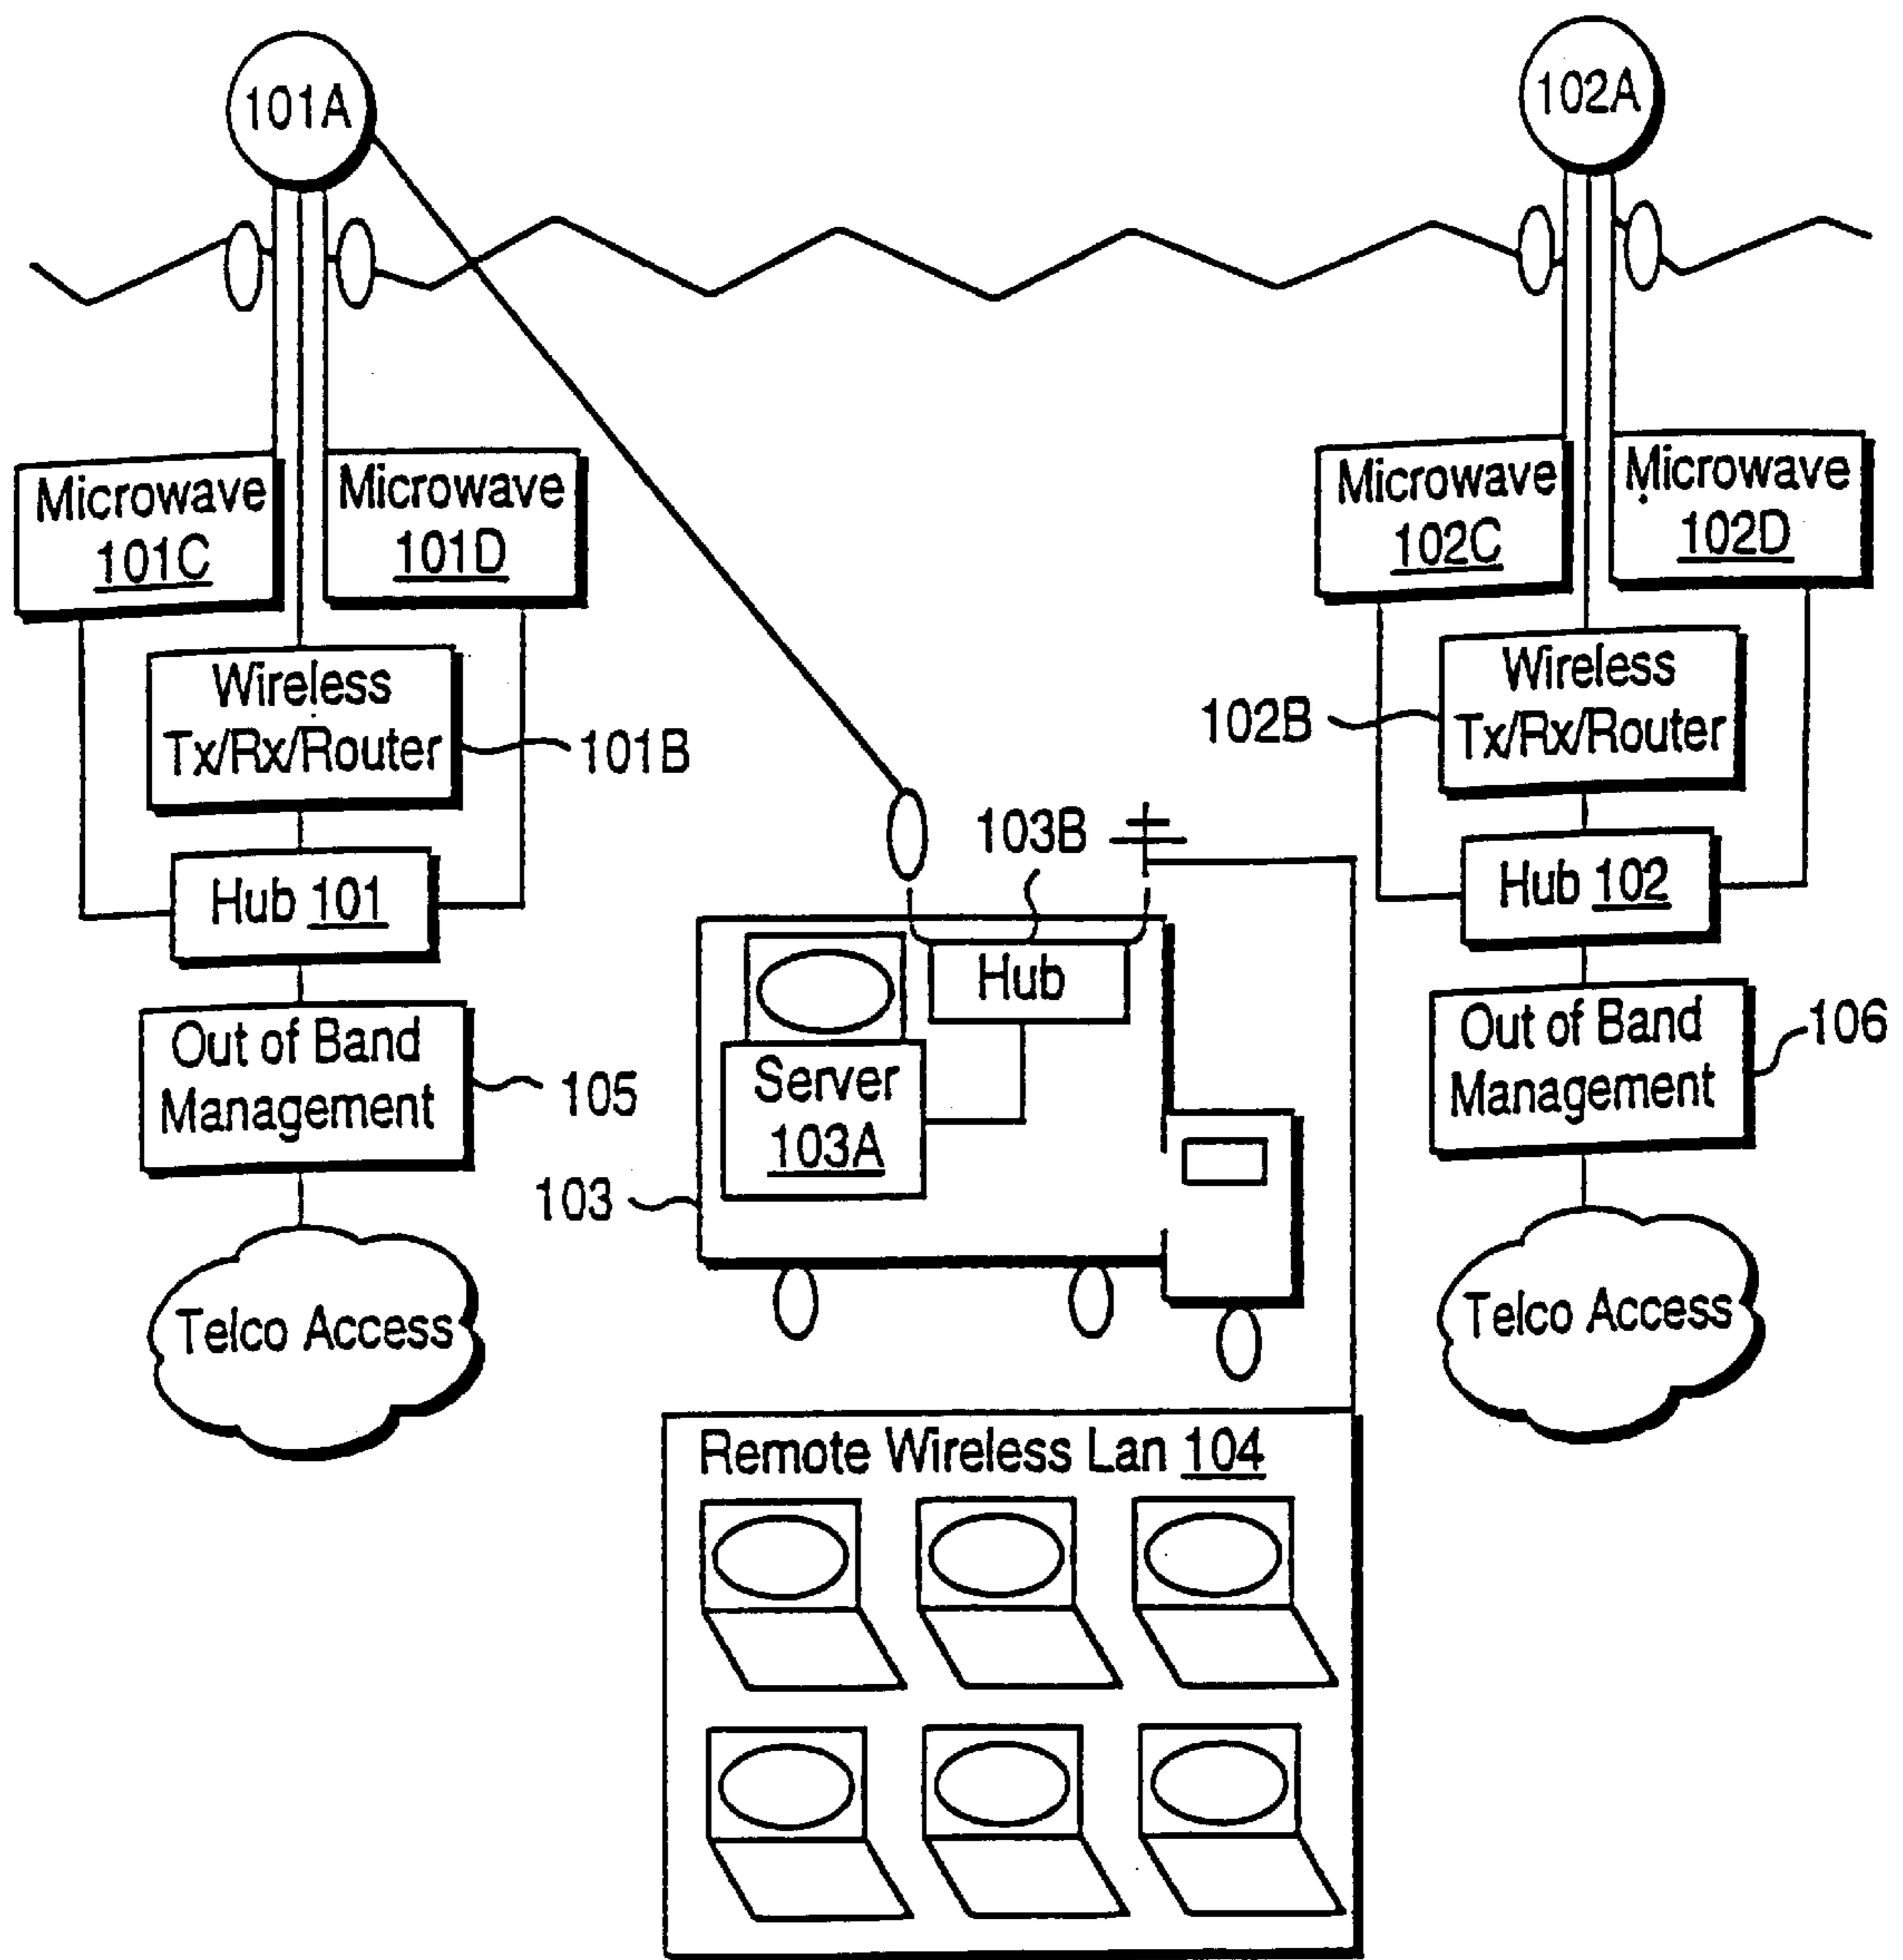 101A
102A
Microwave
101C
Microwave
101D
Microwave
102C
Microwave
102D
Wireless
Tx/Rx/Router
101B
102B
Wireless
Tx/Rx/Router
103B
Hub 101
Hub 102
Hub
Out of Band
Management
105
Server
103A
103
Out of Band
Management
106
Telco Access
Telco Access
Remote Wireless Lan 104